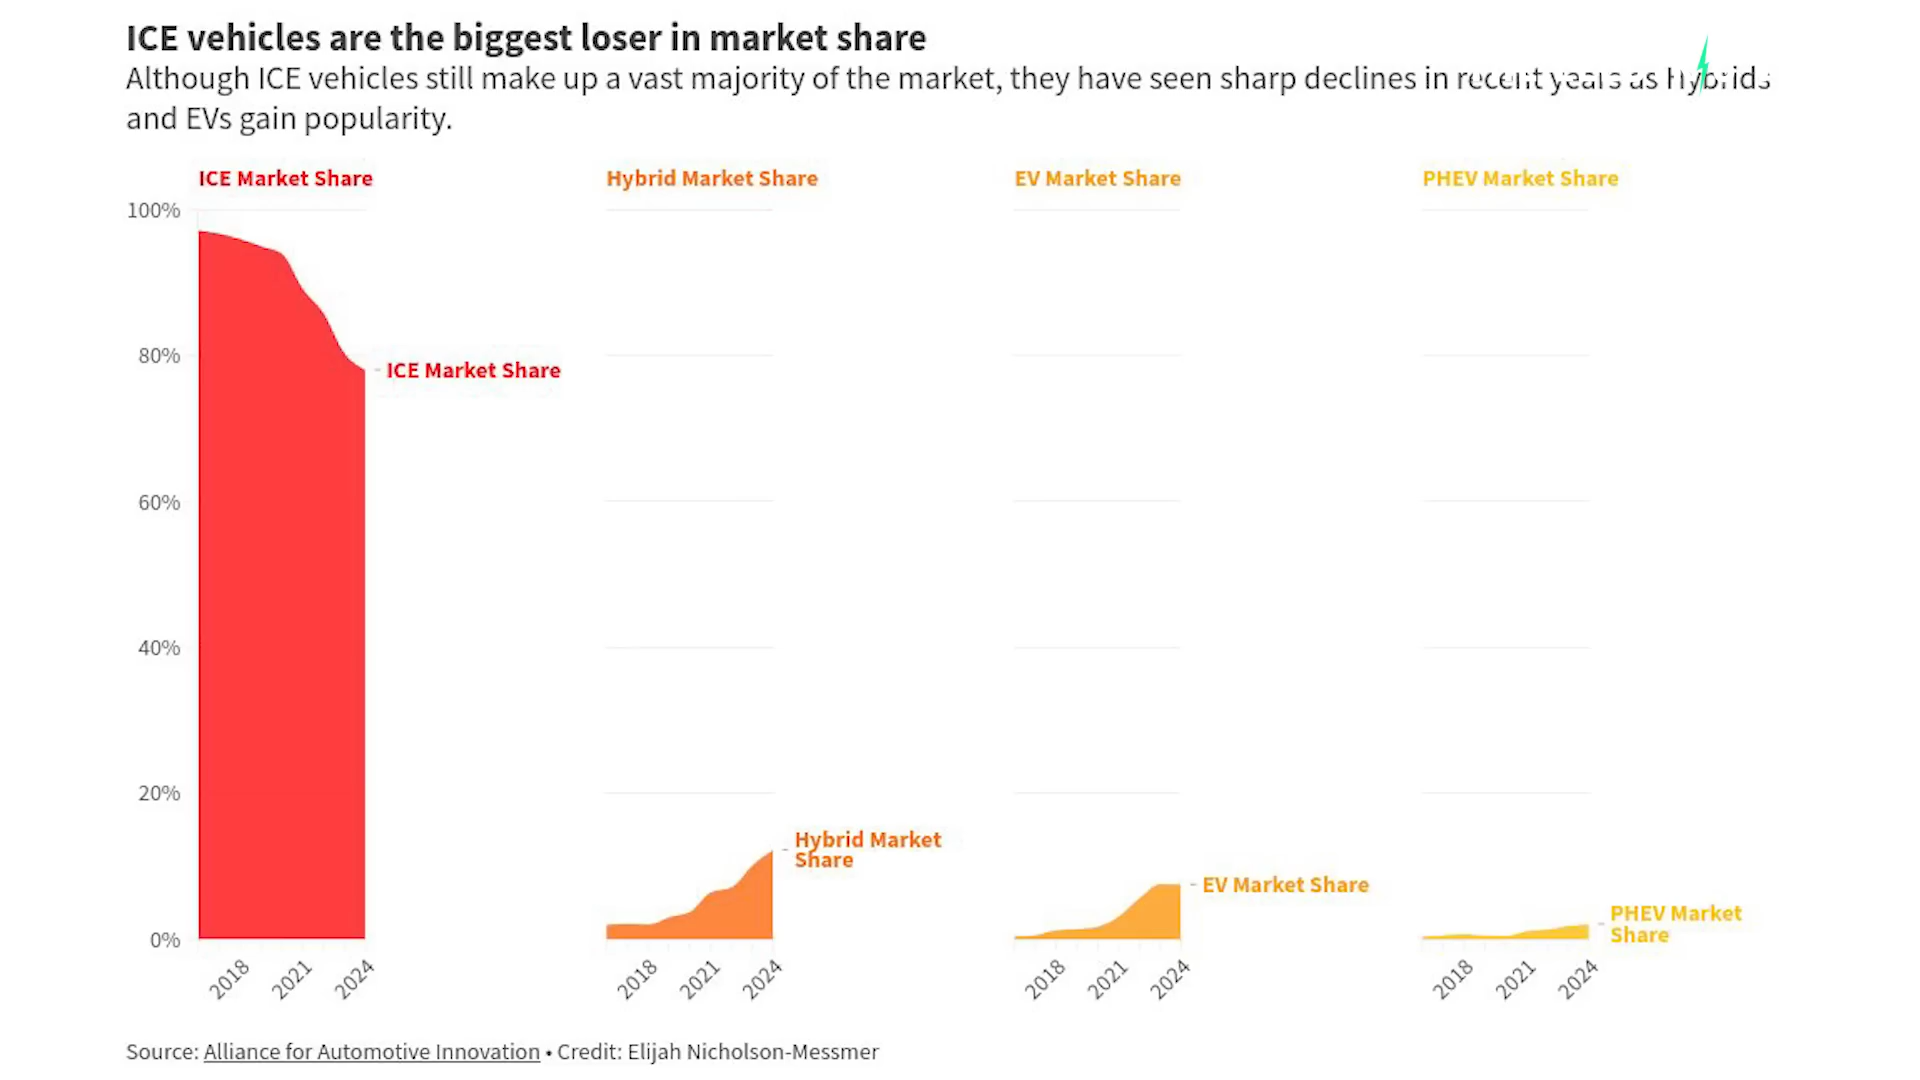 ICE vehicles are the biggest loser in market share
Although ICE vehicles still make up a vast majority of the market, they have seen sharp declines in recent years as Hybrids
and EVs gain popularity.
ICE Market Share
Hybrid Market Share
EV Market Share
PHEV Market Share
100%
80%
60%
40%
20%
0%
ICE Market Share
Hybrid Market
Share
EV Market Share
PHEV Market
Share
2018
2021
2024
2018
2021
2024
2018
2021
2024
2018
2021
2024
Source: Alliance for Automotive Innovation • Credit: Elijah Nicholson-Messmer